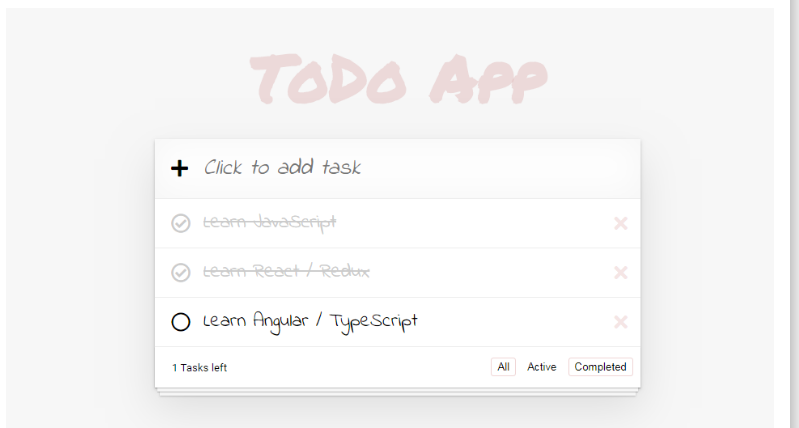 ToDo App
Click to add task
Learn JavaScript
Learn React / Redux
Learn Angular / TypeScript
1 Tasks left All Active Completed